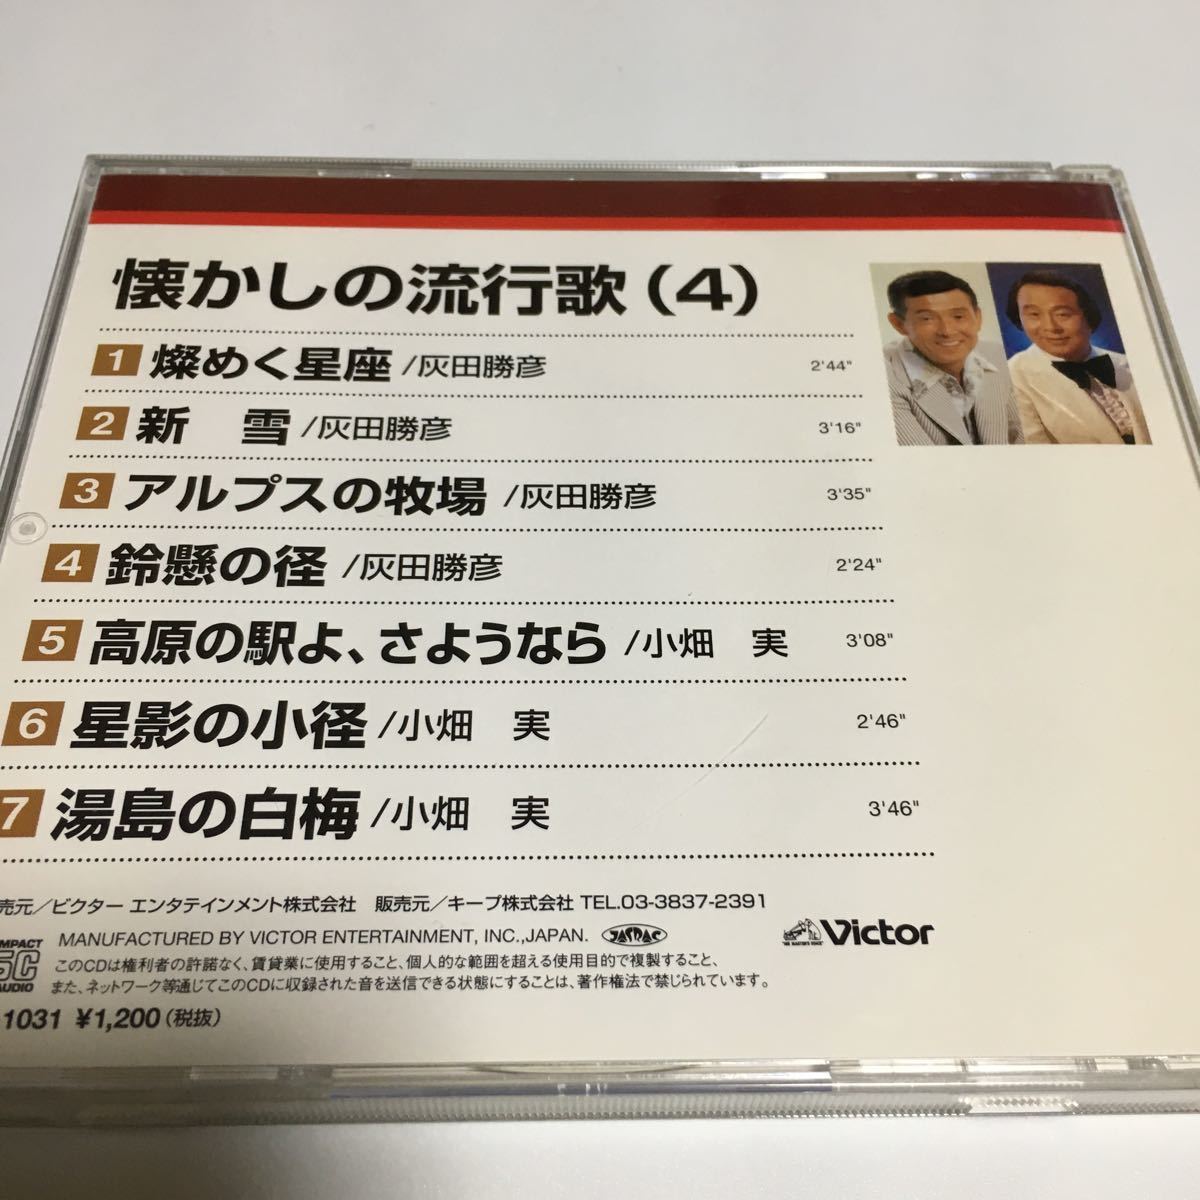 懐かしの流行歌(4)
1 燦めく星座/灰田勝彦 2'44"
2 新　雪/灰田勝彦 3'16"
3 アルプスの牧場/灰田勝彦 3'35"
4 鈴懸の径/灰田勝彦 2'24"
5 高原の駅よ、さようなら/小畑　実 3'08"
6 星影の小径/小畑　実 2'46"
7 湯島の白梅/小畑　実 3'46"
売元/ビクター エンタテインメント株式会社　販売元/キープ株式会社 TEL.03-3837-2391
MANUFACTURED BY VICTOR ENTERTAINMENT, INC.,JAPAN. JASRAC "HIS MASTER'S VOICE" Victor
このCDは権利者の許諾なく、賃貸業に使用すること、個人的な範囲を超える使用目的で複製すること、
また、ネットワーク等通じてこのCDに収録された音を送信できる状態にすることは、著作権法で禁じられています。
1031 ¥1,200(税抜)